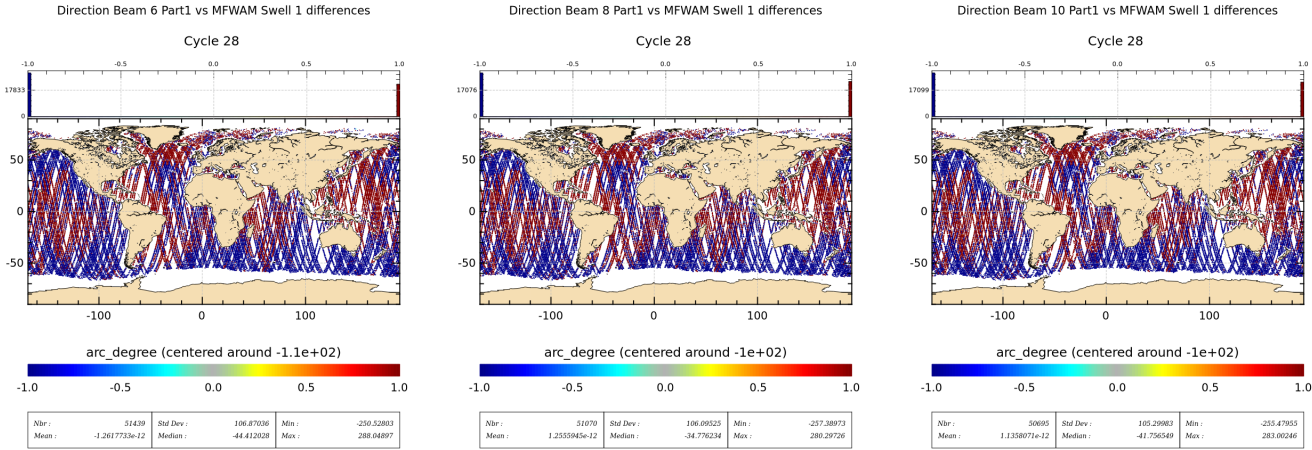 Direction Beam 6 Part1 vs MFWAM Swell 1 differences
Cycle 28
-1.0 -0.5 0.0 0.5 1.0
17833
0
50
0
-50
-100 0 100
arc_degree (centered around -1.1e+02)
-1.0 -0.5 0.0 0.5 1.0
Nbr : 51439 Std Dev : 106.87036 Min : -250.52803
Mean : -1.2617733e-12 Median : -44.412028 Max : 288.04897
Direction Beam 8 Part1 vs MFWAM Swell 1 differences
Cycle 28
-1.0 -0.5 0.0 0.5 1.0
17076
0
50
0
-50
-100 0 100
arc_degree (centered around -1e+02)
-1.0 -0.5 0.0 0.5 1.0
Nbr : 51070 Std Dev : 106.09525 Min : -257.38973
Mean : 1.2555945e-12 Median : -34.776234 Max : 280.29726
Direction Beam 10 Part1 vs MFWAM Swell 1 differences
Cycle 28
-1.0 -0.5 0.0 0.5 1.0
17099
0
50
0
-50
-100 0 100
arc_degree (centered around -1e+02)
-1.0 -0.5 0.0 0.5 1.0
Nbr : 50695 Std Dev : 105.29983 Min : -255.47955
Mean : 1.1358071e-12 Median : -41.756549 Max : 283.00246